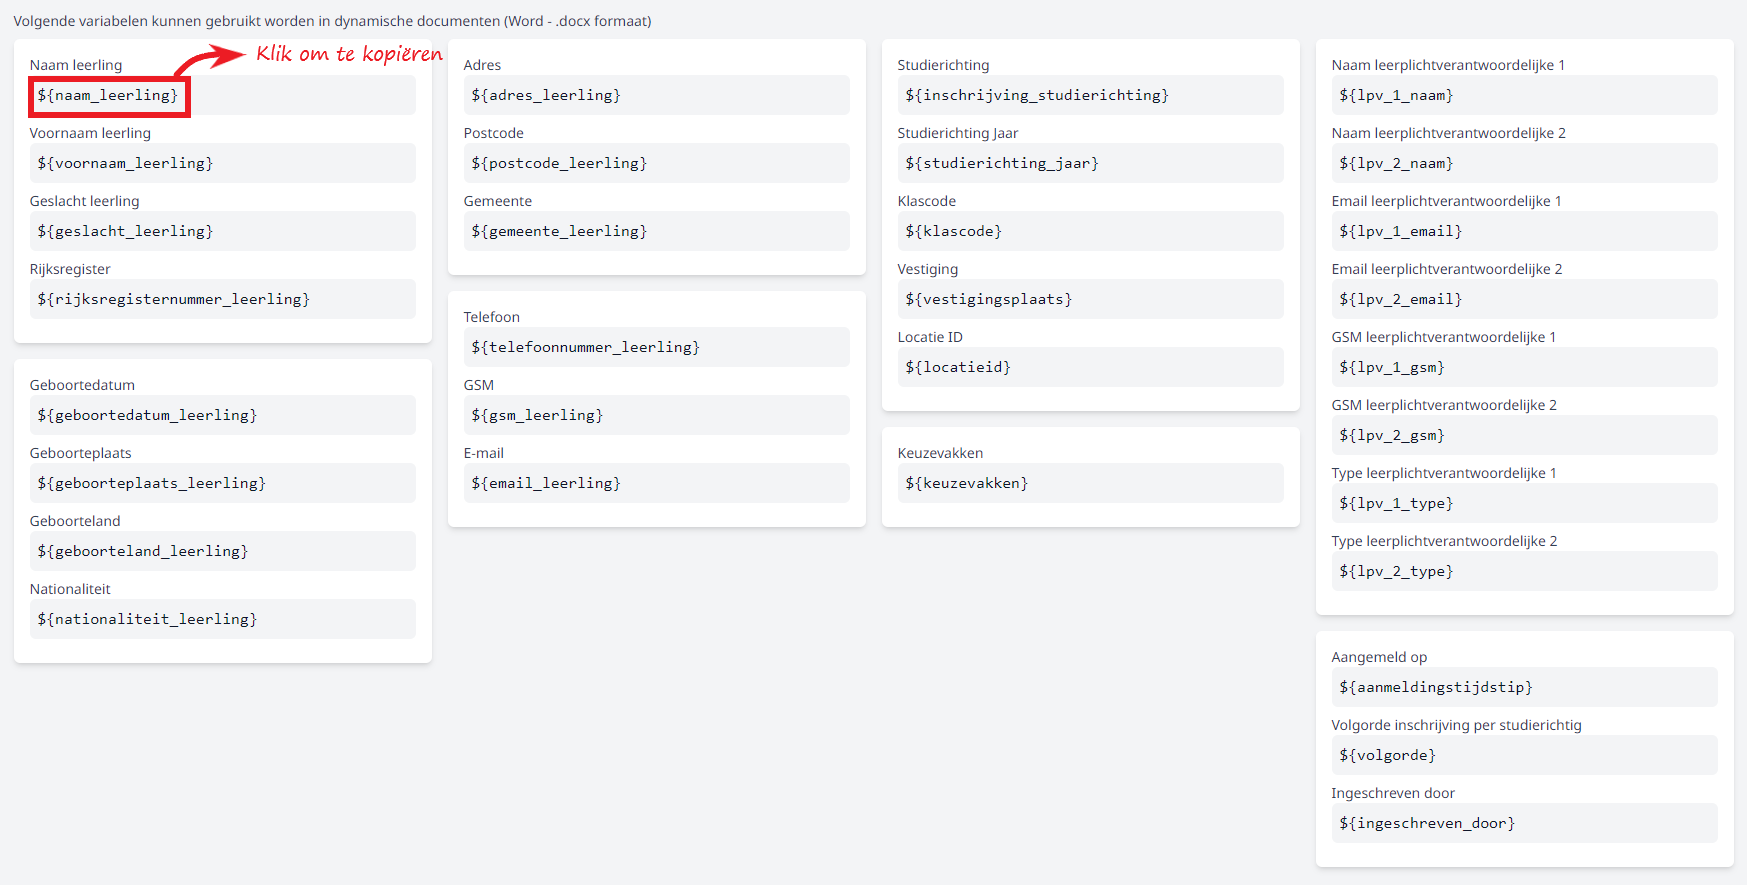 Volgende variabelen kunnen gebruikt worden in dynamische documenten (Word - .docx formaat)
Klik om te kopiëren
Naam leerling
${naam_leerling}
Voornaam leerling
${voornaam_leerling}
Geslacht leerling
${geslacht_leerling}
Rijksregister
${rijksregisternummer_leerling}
Geboortedatum
${geboortedatum_leerling}
Geboorteplaats
${geboorteplaats_leerling}
Geboorteland
${geboorteland_leerling}
Nationaliteit
${nationaliteit_leerling}
Adres
${adres_leerling}
Postcode
${postcode_leerling}
Gemeente
${gemeente_leerling}
Telefoon
${telefoonnummer_leerling}
GSM
${gsm_leerling}
E-mail
${email_leerling}
Studierichting
${inschrijving_studierichting}
Studierichting Jaar
${studierichting_jaar}
Klascode
${klascode}
Vestiging
${vestigingsplaats}
Locatie ID
${locatieid}
Keuzevakken
${keuzevakken}
Naam leerplichtverantwoordelijke 1
${lpv_1_naam}
Naam leerplichtverantwoordelijke 2
${lpv_2_naam}
Email leerplichtverantwoordelijke 1
${lpv_1_email}
Email leerplichtverantwoordelijke 2
${lpv_2_email}
GSM leerplichtverantwoordelijke 1
${lpv_1_gsm}
GSM leerplichtverantwoordelijke 2
${lpv_2_gsm}
Type leerplichtverantwoordelijke 1
${lpv_1_type}
Type leerplichtverantwoordelijke 2
${lpv_2_type}
Aangemeld op
${aanmeldingstijdstip}
Volgorde inschrijving per studierichtig
${volgorde}
Ingeschreven door
${ingeschreven_door}